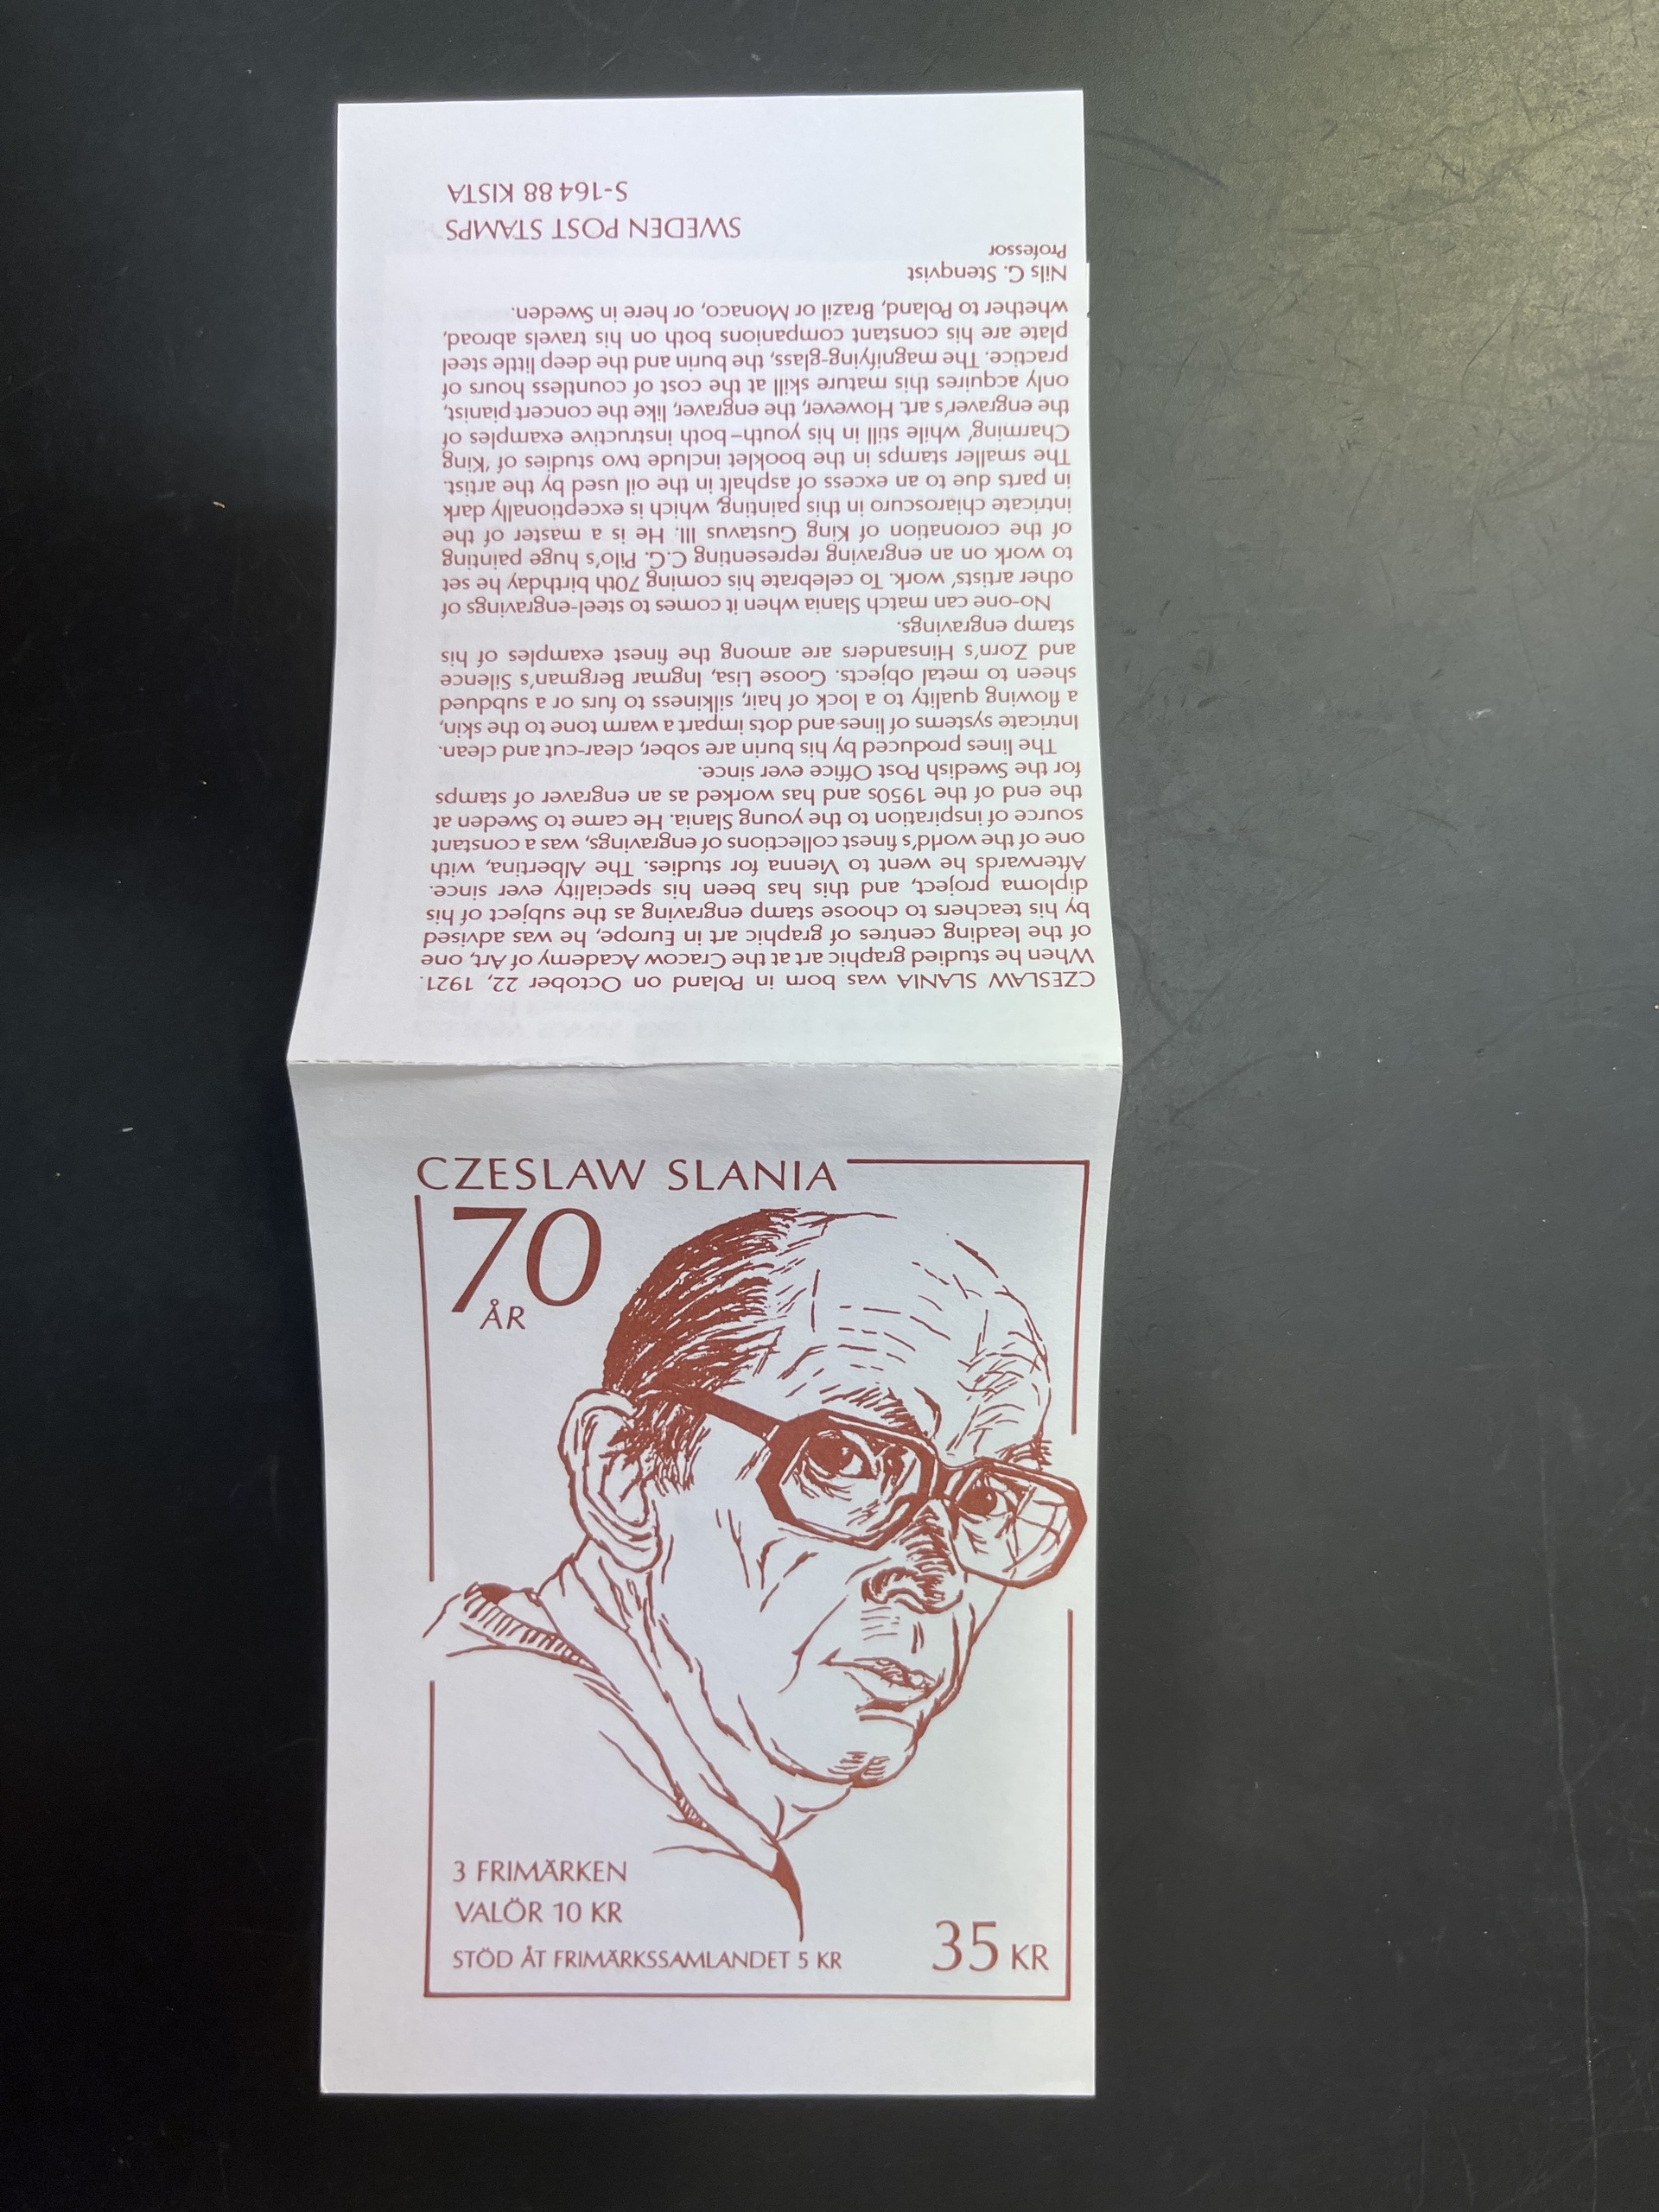 CZESLAW SLANIA
70
ÅR
3 FRIMÄRKEN
VALÖR 10 KR
STÖD ÅT FRIMÄRKSSAMLANDET 5 KR
35 KR
CZESLAW SLANIA was born in Poland on October 22, 1921.
When he studied graphic art at the Cracow Academy of Art, one
of the leading centres of graphic art in Europe, he was advised
by his teachers to choose stamp engraving as the subject of his
diploma project, and this has been his speciality ever since.
Afterwards he went to Vienna for studies. The Albertina, with
one of the world's finest collections of engravings, was a constant
source of inspiration to the young Slania. He came to Sweden at
the end of the 1950s and has worked as an engraver of stamps
for the Swedish Post Office ever since.
The lines produced by his burin are sober, clear-cut and clean.
Intricate systems of lines and dots impart a warm tone to the skin,
a flowing quality to a lock of hair, silkiness to furs or a subdued
sheen to metal objects. Goose Lisa, Ingmar Bergman's Silence
and Zorn's Hinsanders are among the finest examples of his
stamp engravings.
No-one can match Slania when it comes to steel-engravings of
other artists' work. To celebrate his coming 70th birthday he set
to work on an engraving representing C.G. Pilo's huge painting
of the coronation of King Gustavus III. He is a master of the
intricate chiaroscuro in this painting, which is exceptionally dark
in parts due to an excess of asphalt in the oil used by the artist.
The smaller stamps in the booklet include two studies of 'King
Charming' while still in his youth–both instructive examples of
the engraver's art. However, the engraver, like the concert pianist,
only acquires this mature skill at the cost of countless hours of
practice. The magnifying-glass, the burin and the deep little steel
plate are his constant companions both on his travels abroad,
whether to Poland, Brazil or Monaco, or here in Sweden.
Nils G. Stenqvist
Professor
SWEDEN POST STAMPS
S-164 88 KISTA